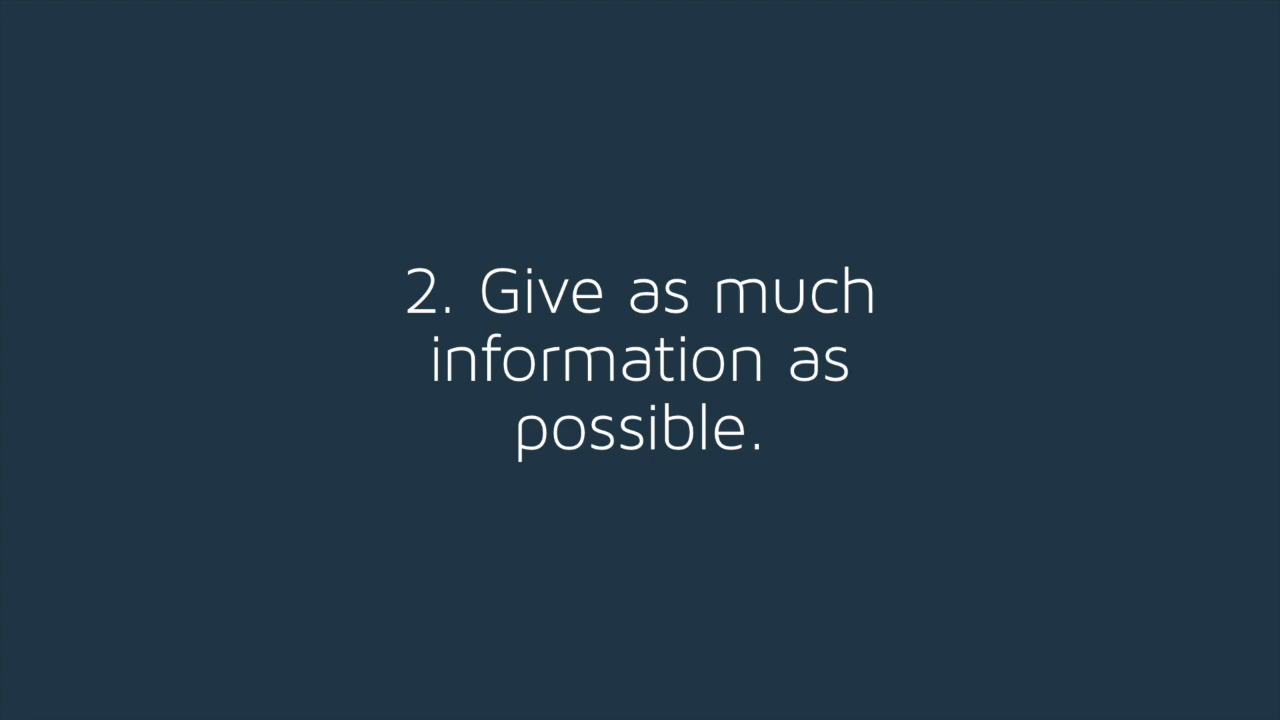 2. Give as much
information as
possible.